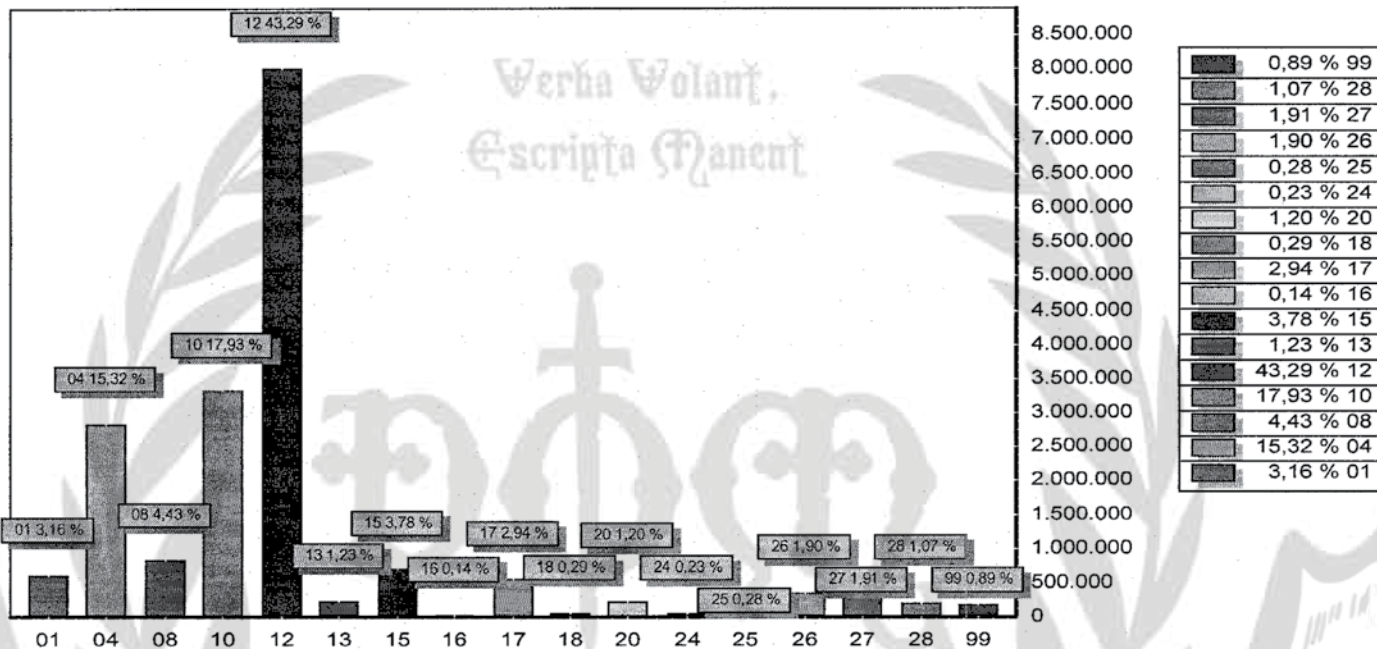 12 43,29 %
10 17,93 %
04 15,32 %
01 3,16 %
08 4,43 %
13 1,23 %
15 3,78 %
16 0,14 %
17 2,94 %
18 0,29 %
20 1,20 %
24 0,23 %
25 0,28 %
26 1,90 %
27 1,91 %
28 1,07 %
99 0,89 %
Verba Volant,
Escripta Manent
8.500.000
8.000.000
7.500.000
7.000.000
6.500.000
6.000.000
5.500.000
5.000.000
4.500.000
4.000.000
3.500.000
3.000.000
2.500.000
2.000.000
1.500.000
1.000.000
500.000
0
01 04 08 10 12 13 15 16 17 18 20 24 25 26 27 28 99
0,89 % 99
1,07 % 28
1,91 % 27
1,90 % 26
0,28 % 25
0,23 % 24
1,20 % 20
0,29 % 18
2,94 % 17
0,14 % 16
3,78 % 15
1,23 % 13
43,29 % 12
17,93 % 10
4,43 % 08
15,32 % 04
3,16 % 01